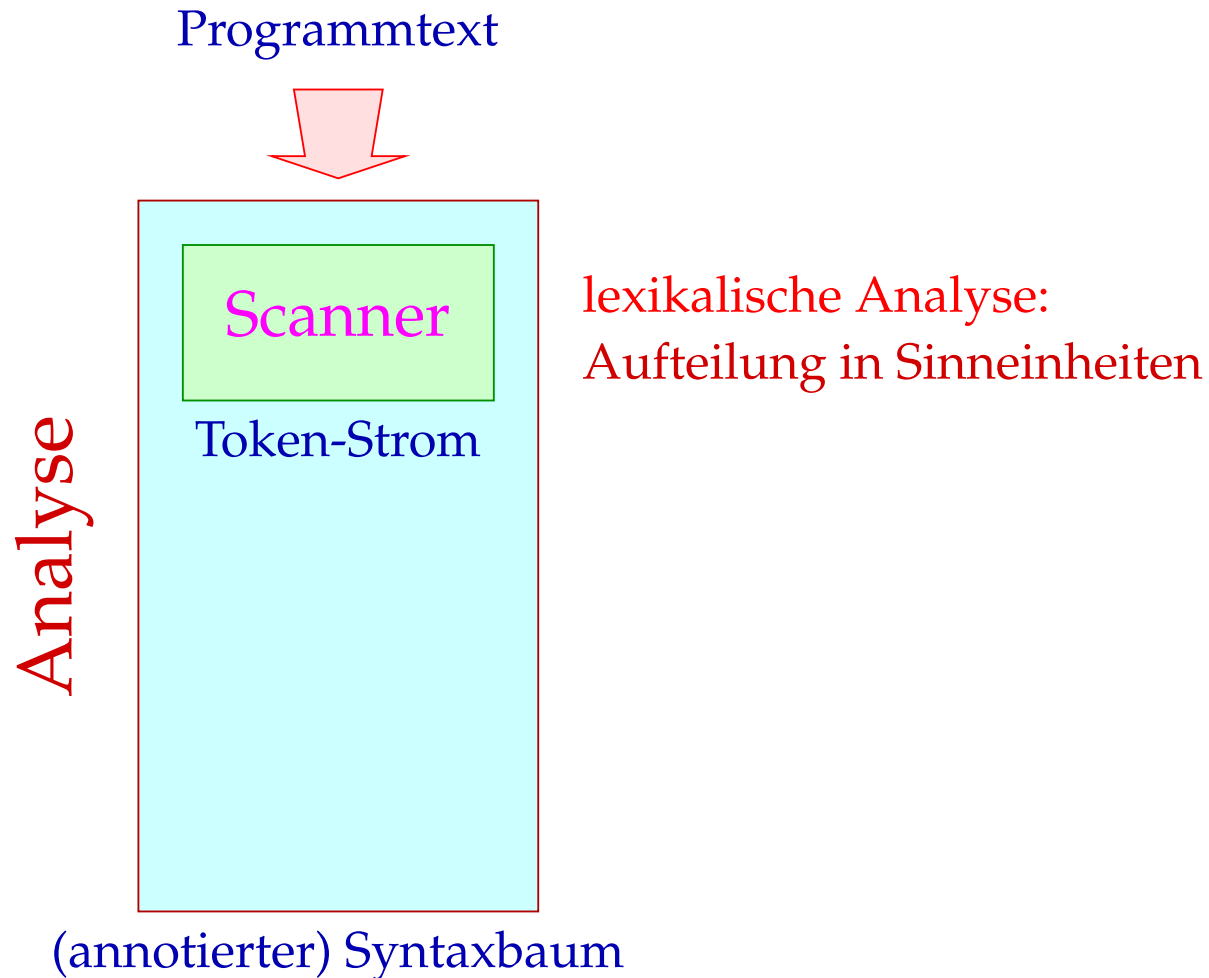 Programmtext
Scanner
lexikalische Analyse:
Aufteilung in Sinneinheiten
Token-Strom
Analyse
(annotierter) Syntaxbaum